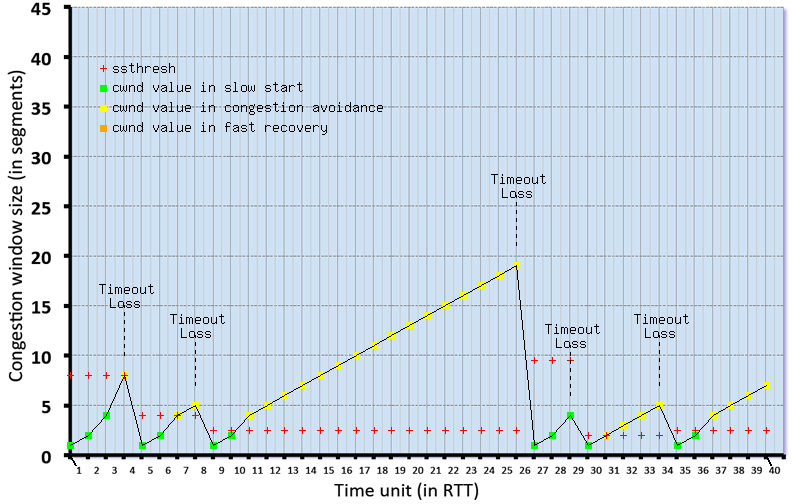 45
40
35
30
25
20
15
10
5
0
Congestion window size (in segments)
ssthresh
cwnd value in slow start
cwnd value in congestion avoidance
cwnd value in fast recovery
Timeout
Loss
Timeout
Loss
Timeout
Loss
Timeout
Loss
Timeout
Loss
1 2 3 4 5 6 7 8 9 10 11 12 13 14 15 16 17 18 19 20 21 22 23 24 25 26 27 28 29 30 31 32 33 34 35 36 37 38 39 40
Time unit (in RTT)